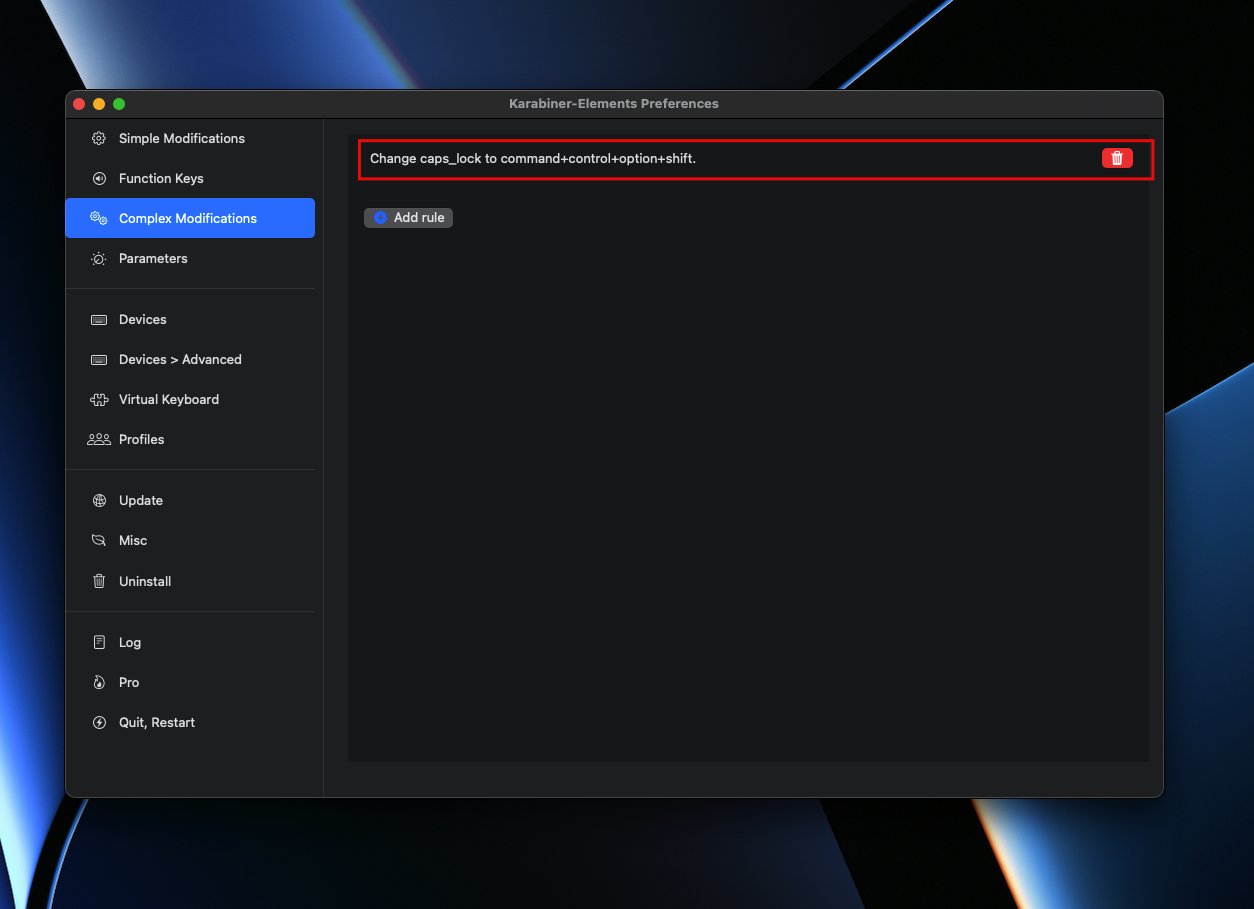 Karabiner-Elements Preferences
Simple Modifications
Function Keys
Complex Modifications
Parameters
Devices
Devices > Advanced
Virtual Keyboard
Profiles
Update
Misc
Uninstall
Log
Pro
Quit, Restart
Change caps_lock to command+control+option+shift.
Add rule